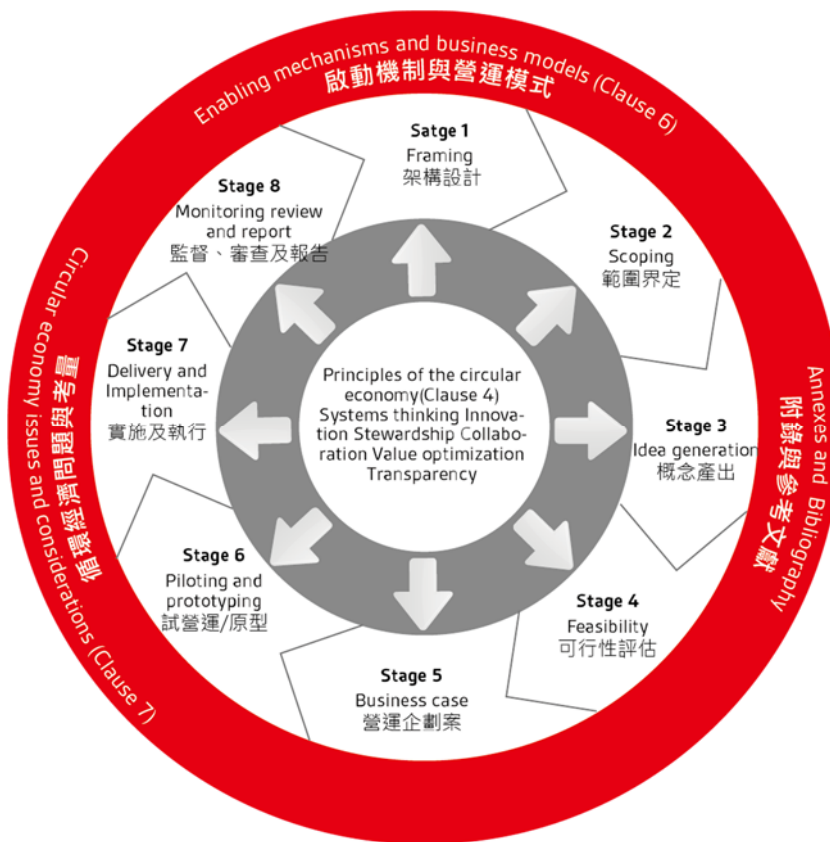 Enabling mechanisms and business models (Clause 6)
啟動機制與營運模式
Satge 1
Framing
架構設計
Stage 2
Scoping
範圍界定
Stage 3
Idea generation
概念產出
Stage 4
Feasibility
可行性評估
Stage 5
Business case
營運企劃案
Stage 6
Piloting and
prototyping
試營運/原型
Stage 7
Delivery and
Implementa-
tion
實施及執行
Stage 8
Monitoring review
and report
監督、審查及報告
Principles of the circular
economy(Clause 4)
Systems thinking Innova-
tion Stewardship Collabo-
ration Value optimization
Transparency
Annexes and Bibliography
附錄與參考文獻
Circular economy issues and considerations (Clause 7)
循環經濟問題與考量